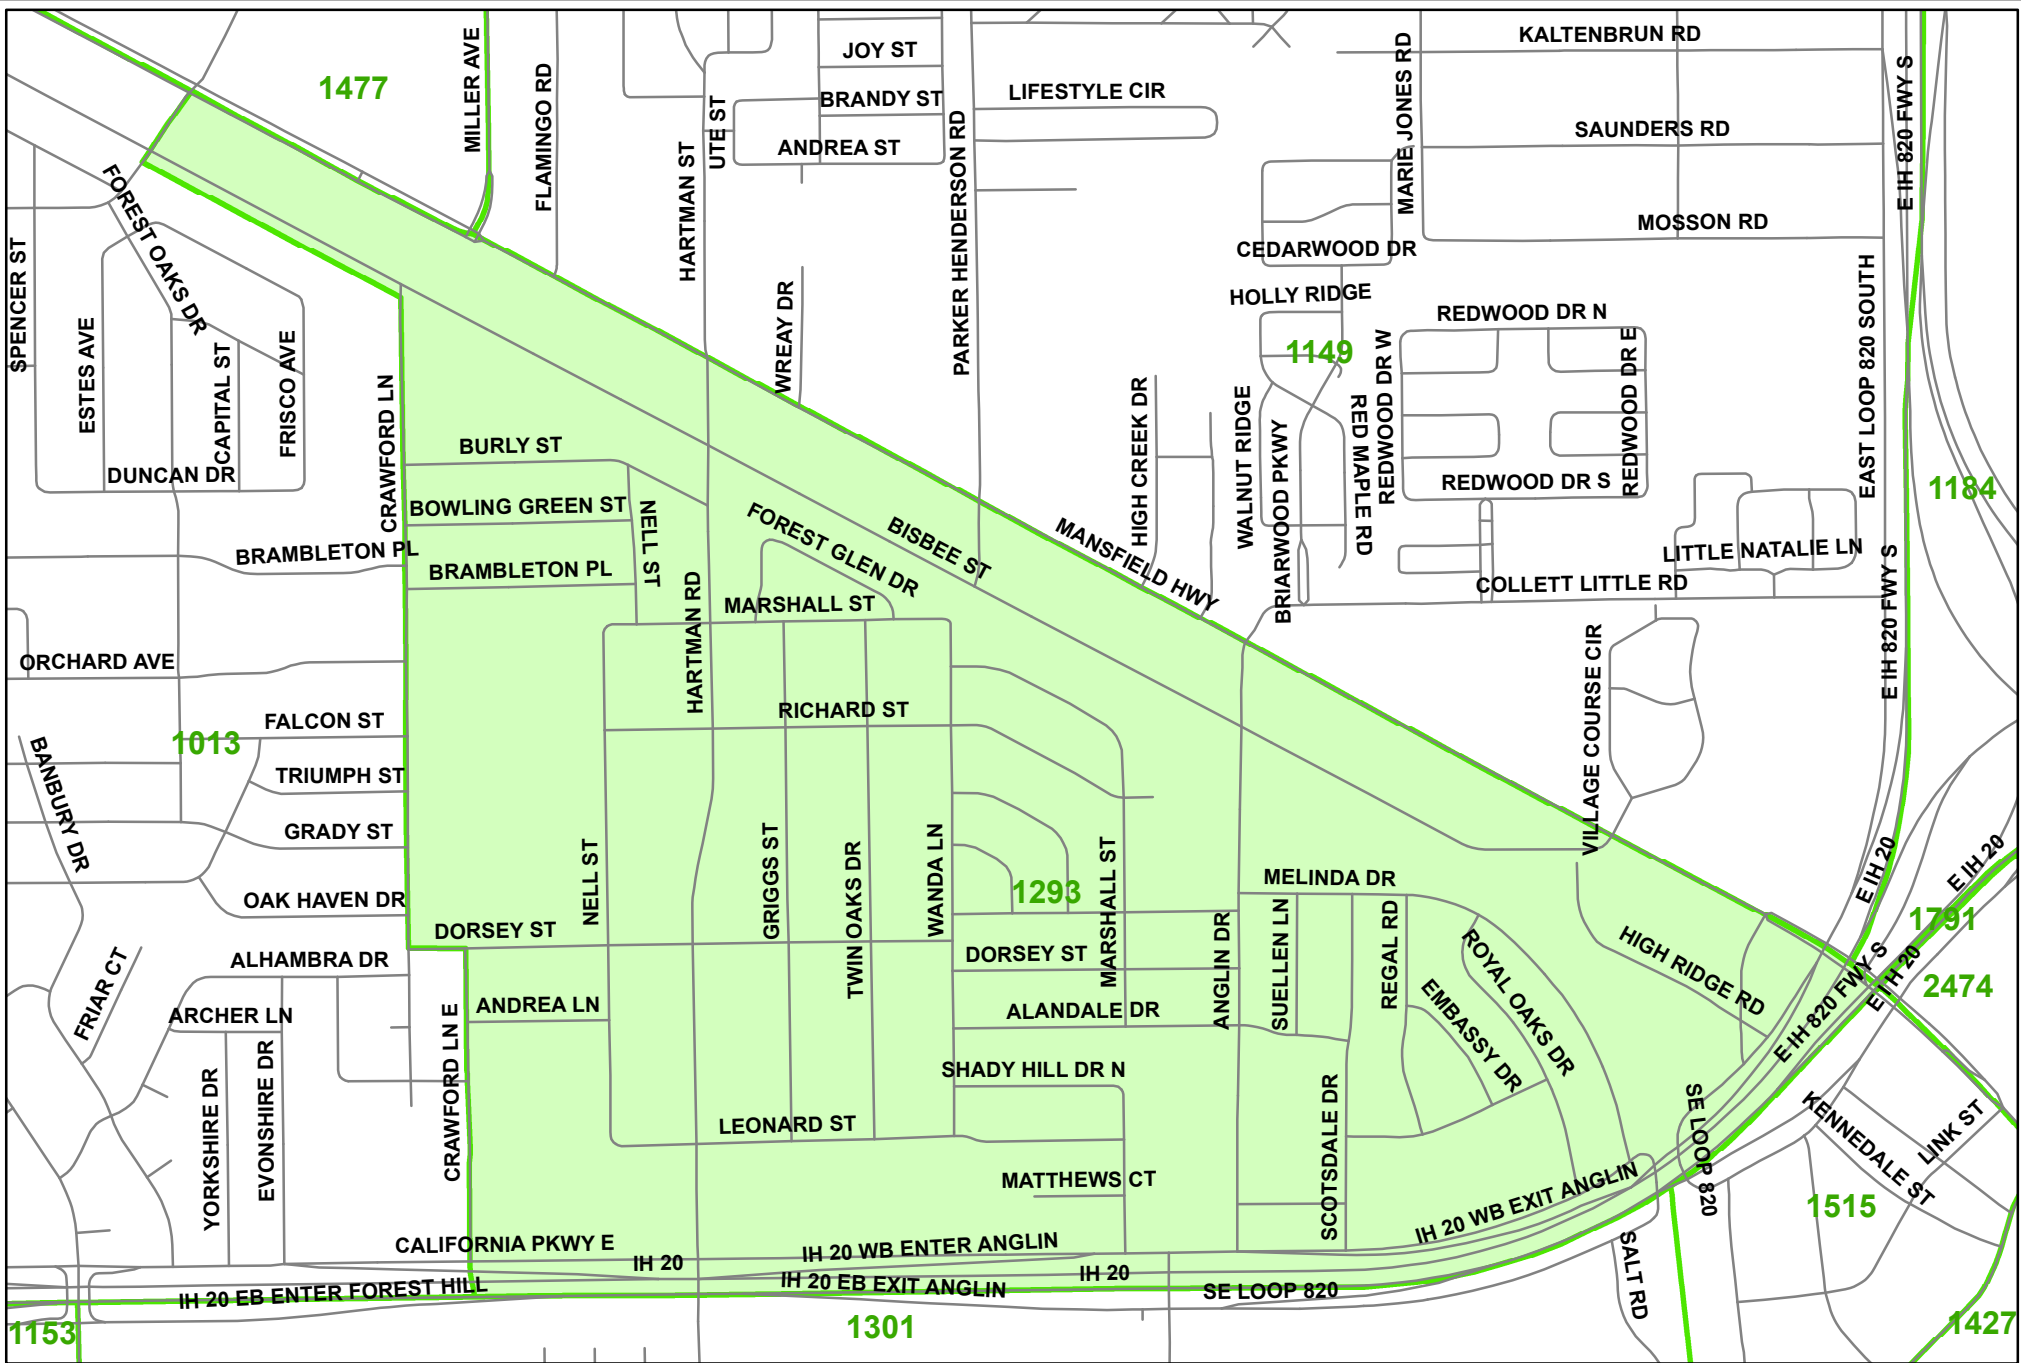 KALTENBRUN RD
JOY ST
MILLER AVE
MARIE JONES RD
E IH 820 FWY S
1477
FLAMINGO RD
LIFESTYLE CIR
BRANDY ST
UTE ST
SAUNDERS RD
ANDREA ST
HARTMAN ST
PARKER HENDERSON RD
FOREST OAKS DR
MOSSON RD
CEDARWOOD DR
SPENCER ST
HOLLY RIDGE
REDWOOD DR N
WREAY DR
1149
ESTES AVE
CAPITAL ST
FRISCO AVE
CRAWFORD LN
REDWOOD DR W
REDWOOD DR E
EAST LOOP 820 SOUTH
HIGH CREEK DR
WALNUT RIDGE
BRIARWOOD PKWY
RED MAPLE RD
BURLY ST
DUNCAN DR
REDWOOD DR S
1184
BOWLING GREEN ST
NELL ST
FOREST GLEN DR
BISBEE ST
MANSFIELD HWY
BRAMBLETON PL
BRAMBLETON PL
LITTLE NATALIE LN
COLLETT LITTLE RD
E IH 820 FWY S
MARSHALL ST
HARTMAN RD
ORCHARD AVE
VILLAGE COURSE CIR
RICHARD ST
FALCON ST
1013
BANBURY DR
TRIUMPH ST
GRADY ST
NELL ST
GRIGGS ST
TWIN OAKS DR
WANDA LN
MARSHALL ST
1293
MELINDA DR
E IH 20
E IH 20
OAK HAVEN DR
1791
DORSEY ST
DORSEY ST
ANGLIN DR
SUELLEN LN
REGAL RD
ROYAL OAKS DR
HIGH RIDGE RD
ALHAMBRA DR
FRIAR CT
EMBASSY DR
E IH 820 FWY S
E IH 20
2474
ARCHER LN
ANDREA LN
ALANDALE DR
CRAWFORD LN E
YORKSHIRE DR
EVONSHIRE DR
SHADY HILL DR N
SCOTSDALE DR
SE LOOP 820
KENNEDALE ST
LINK ST
LEONARD ST
MATTHEWS CT
IH 20 WB EXIT ANGLIN
1515
CALIFORNIA PKWY E
IH 20
IH 20 WB ENTER ANGLIN
IH 20
SALT RD
IH 20 EB ENTER FOREST HILL
IH 20 EB EXIT ANGLIN
SE LOOP 820
1153
1301
1427